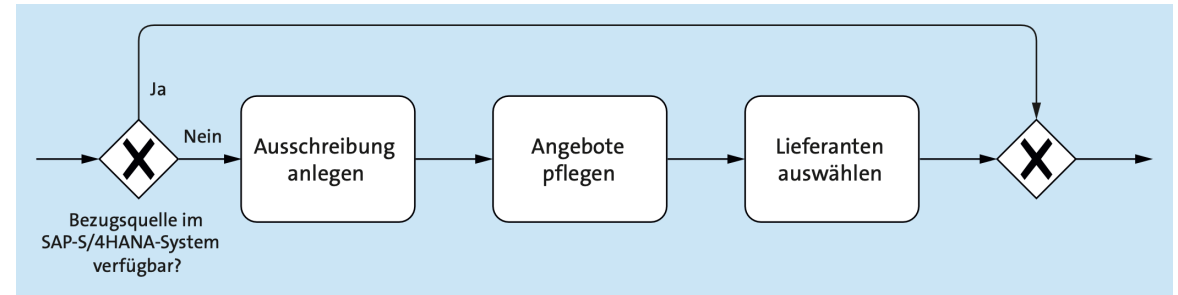 Ja
Nein
Bezugsquelle im
SAP-S/4HANA-System
verfügbar?
Ausschreibung
anlegen
Angebote
pflegen
Lieferanten
auswählen